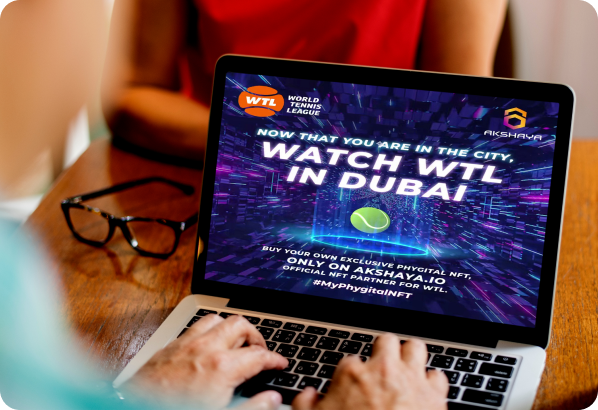 WTL
WORLD
TENNIS
LEAGUE
AKSHAYA
NOW THAT YOU ARE IN THE CITY,
WATCH WTL
IN DUBAI
BUY YOUR OWN EXCLUSIVE PHYGITAL NFT,
ONLY ON AKSHAYA.IO
OFFICIAL NFT PARTNER FOR WTL.
#MyPhygitalNFT